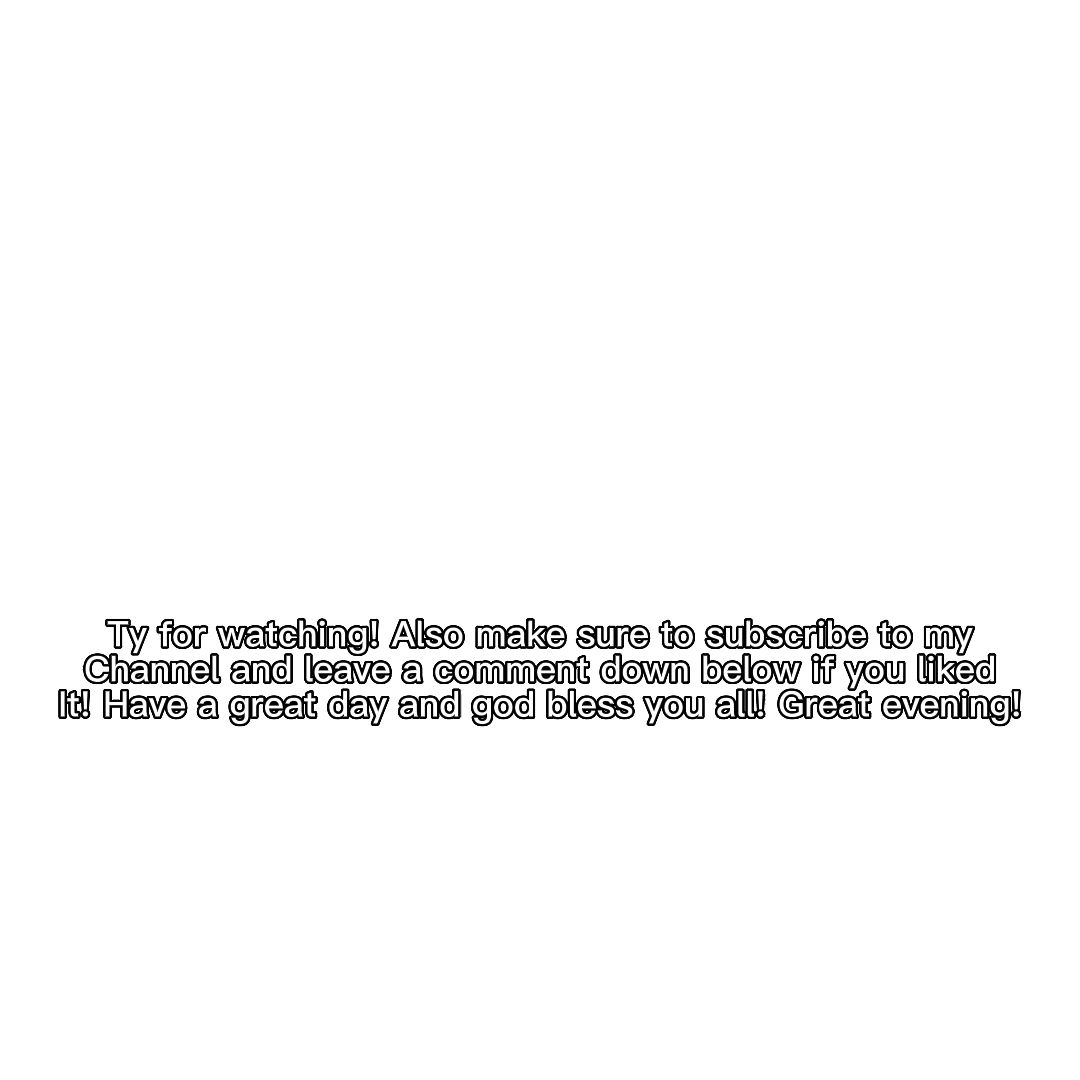 Ty for watching! Also make sure to subscribe to my
Channel and leave a comment down below if you liked
It! Have a great day and god bless you all! Great evening!